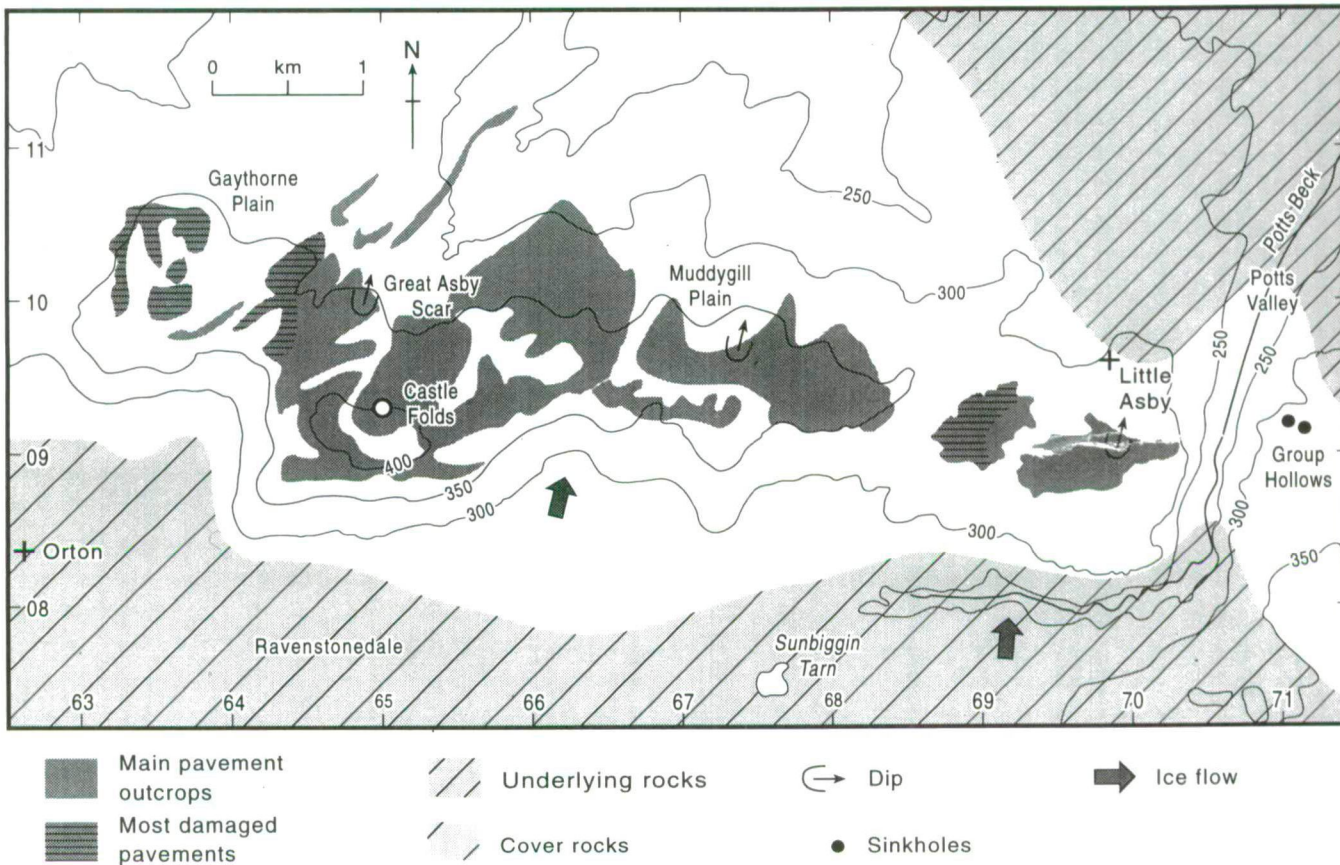 N
0 km 1
11
10
09
08
Gaythorne
Plain
250
Great Asby
Scar
Muddygill
Plain
300
Potts Beck
Potts
Valley
250
250
Little
Asby
Castle
Folds
400
350
300
300
300
350
Group
Hollows
Orton
Ravenstonedale
Sunbiggin
Tarn
63 64 65 66 67 68 69 70 71
Main pavement
outcrops
Underlying rocks
Dip
Ice flow
Most damaged
pavements
Cover rocks
Sinkholes